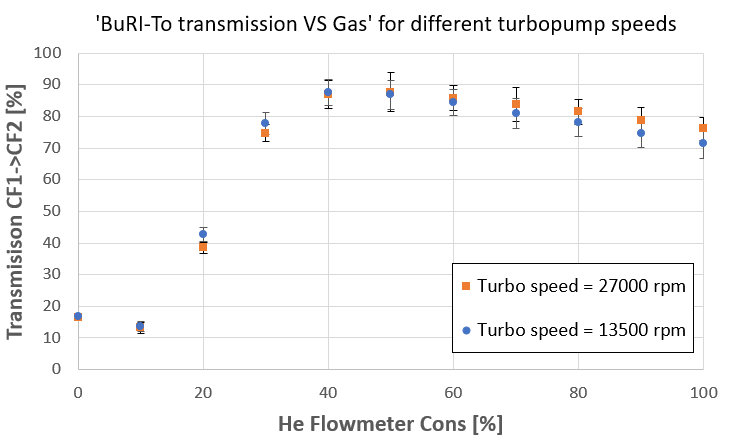 'BuRI-To transmission VS Gas' for different turbopump speeds
100
90
80
70
60
50
40
30
20
10
0
Transmisison CF1->CF2 [%]
Turbo speed = 27000 rpm
Turbo speed = 13500 rpm
0 20 40 60 80 100
He Flowmeter Cons [%]